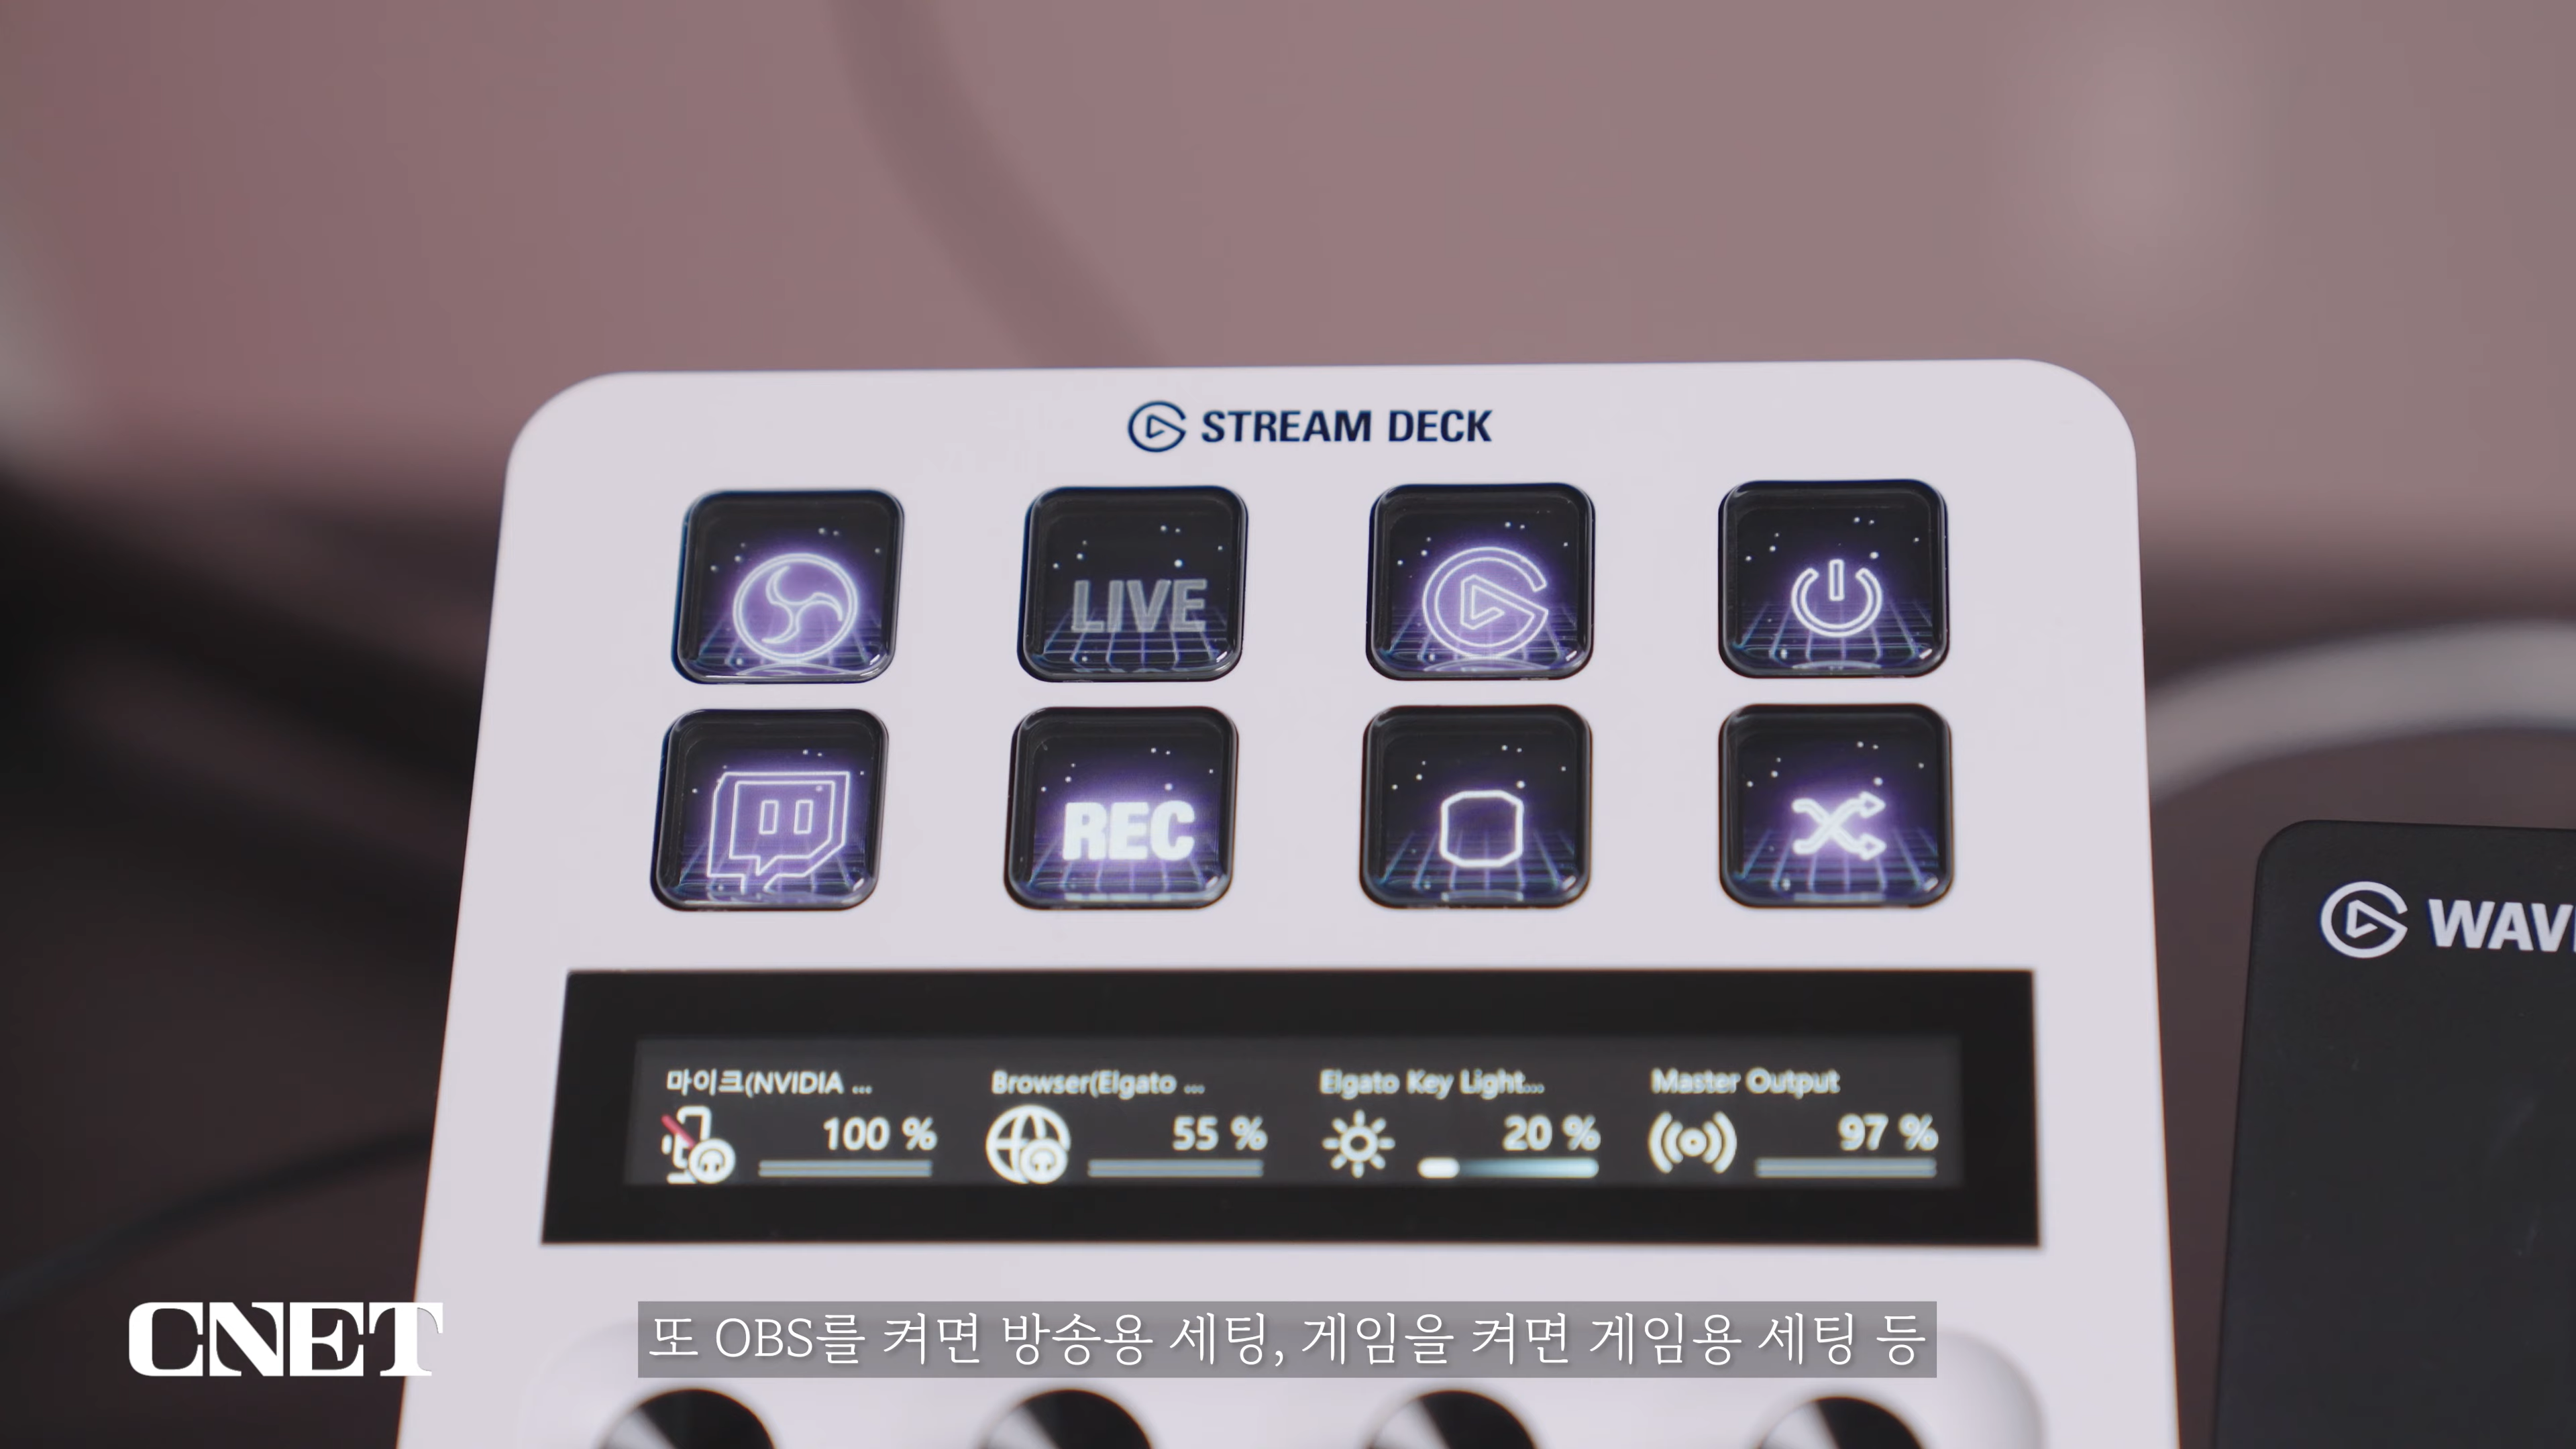 STREAM DECK
LIVE
REC
WAV
마이크(NVIDIA ...
100 %
Browser(Elgato ...
55 %
Elgato Key Light...
20 %
Master Output
97 %
CNET
또 OBS를 켜면 방송용 세팅, 게임을 켜면 게임용 세팅 등